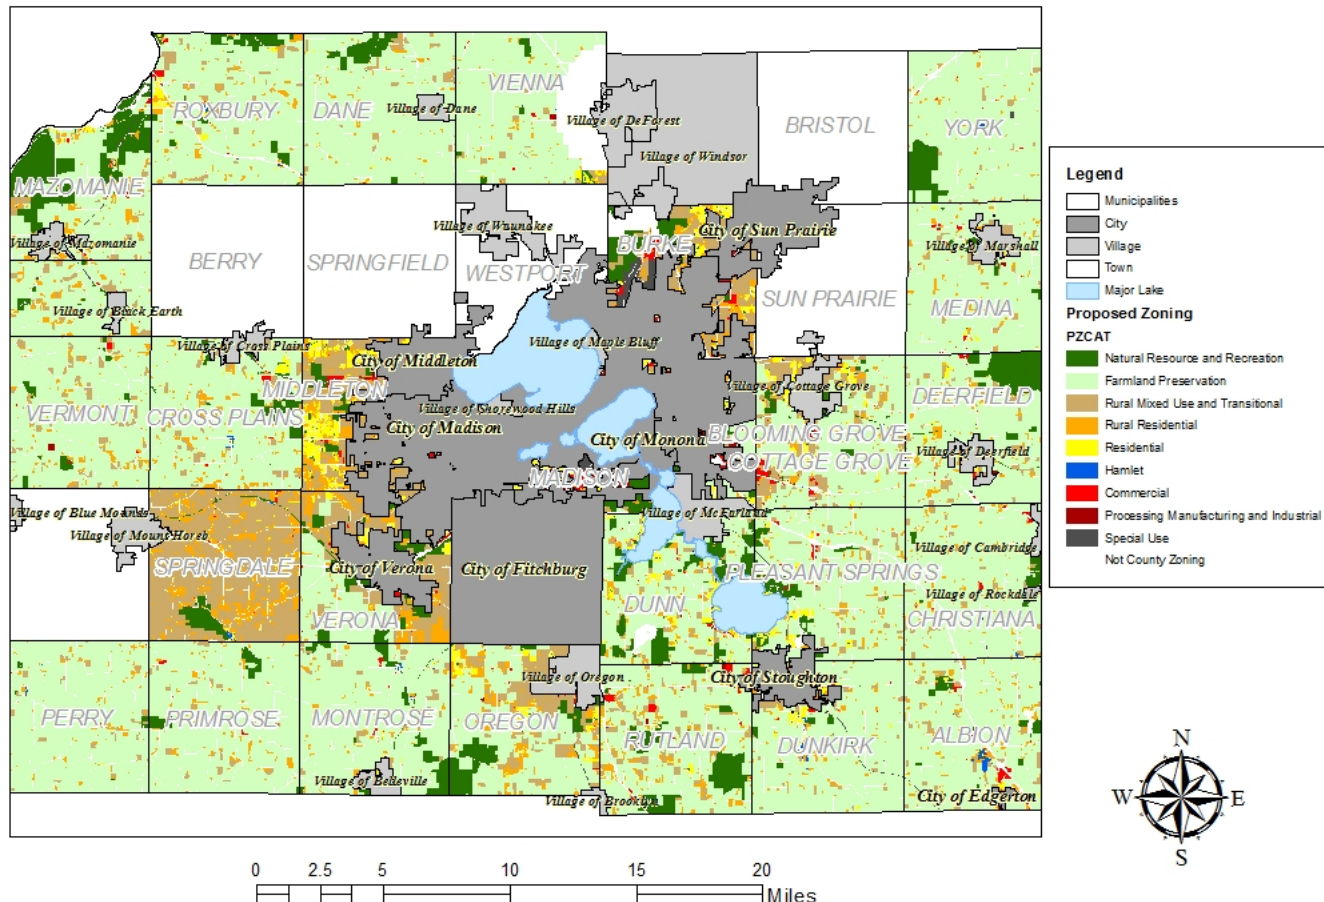 VIENNA
ROXBURY
DANE
Village of Dane
Village of DeForest
BRISTOL
YORK
Village of Windsor
MAZOMANIE
Village of Mazomanie
Village of Waunakee
BURKE
City of Sun Prairie
Village of Marshall
BERRY
SPRINGFIELD
WESTPORT
SUN PRAIRIE
MEDINA
Village of Black Earth
Village of Cross Plains
City of Middleton
Village of Maple Bluff
MIDDLETON
Village of Cottage Grove
DEERFIELD
VERMONT
CROSS PLAINS
Village of Shorewood Hills
City of Madison
City of Monona
BLOOMING GROVE
COTTAGE GROVE
Village of Deerfield
MADISON
Village of Blue Mounds
Village of Mount Horeb
Village of McFarland
Village of Cambridge
SPRINGDALE
City of Verona
City of Fitchburg
PLEASANT SPRINGS
Village of Rockdale
VERONA
DUNN
CHRISTIANA
Village of Oregon
City of Stoughton
PERRY
PRIMROSE
MONTROSE
OREGON
RUTLAND
DUNKIRK
ALBION
Village of Belleville
Village of Brooklyn
City of Edgerton
Legend
Municipalities
City
Village
Town
Major Lake
Proposed Zoning
PZCAT
Natural Resource and Recreation
Farmland Preservation
Rural Mixed Use and Transitional
Rural Residential
Residential
Hamlet
Commercial
Processing Manufacturing and Industrial
Special Use
Not County Zoning
N
W
E
S
0 2.5 5 10 15 20
Miles